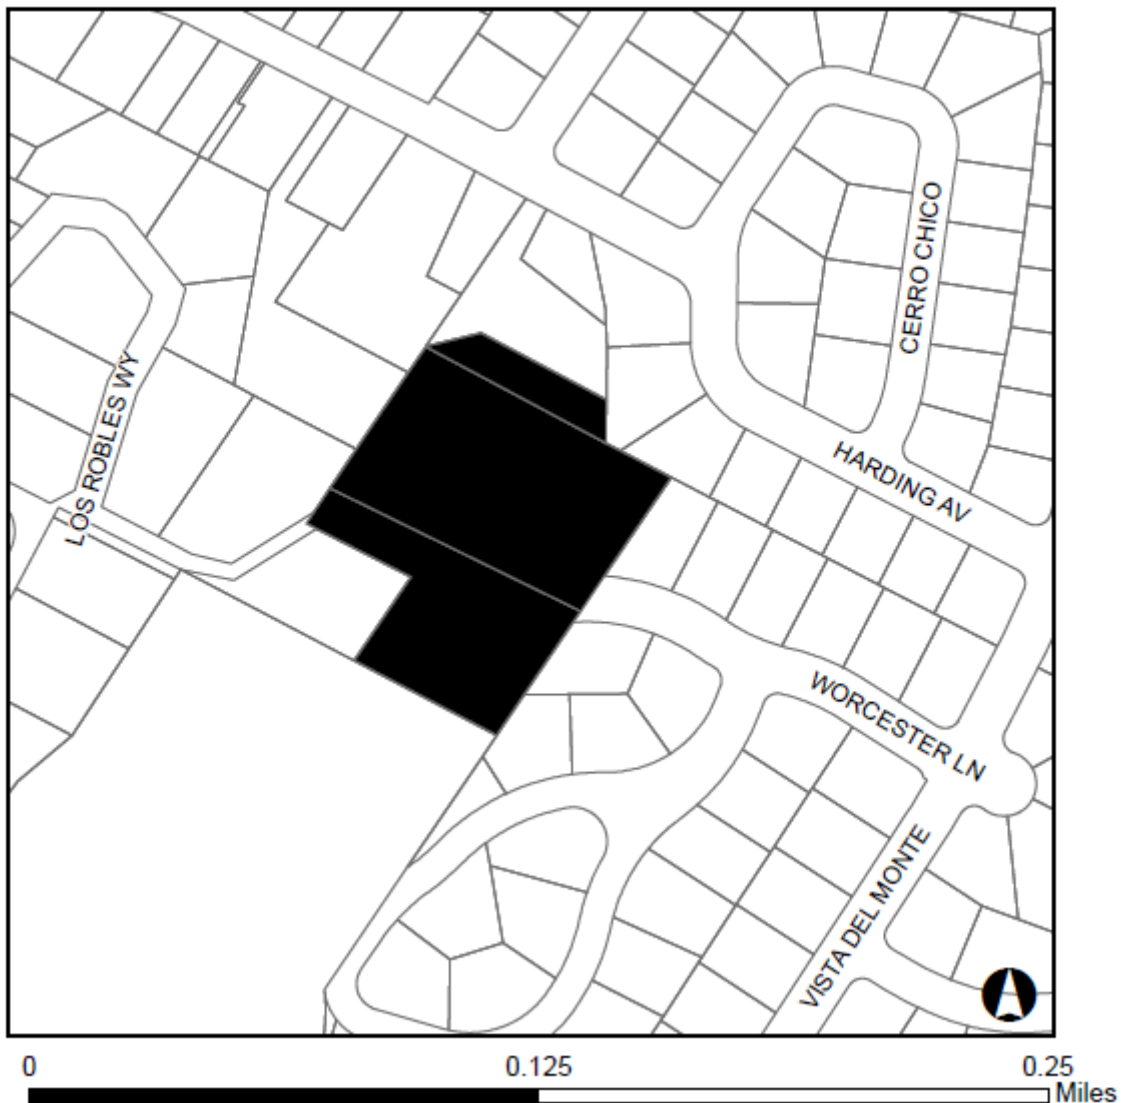 CERRO CHICO
LOS ROBLES WY
HARDING AV
WORCESTER LN
VISTA DEL MONTE
0 0.125 0.25
Miles